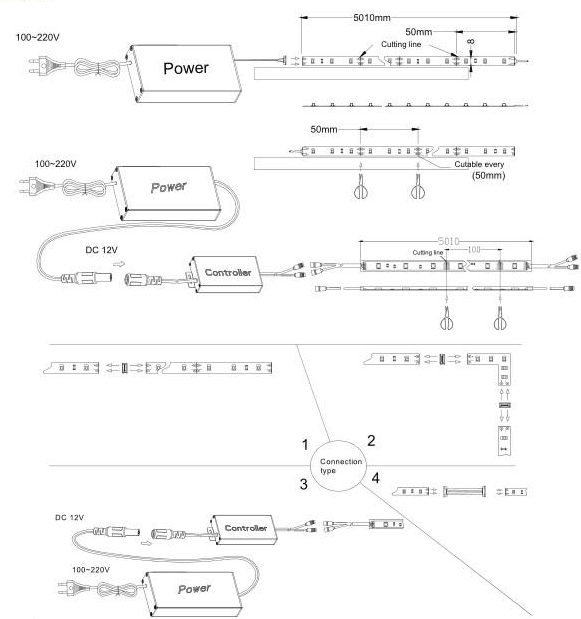 5010mm
50mm
100~220V
Cutting line
8
Power
50mm
Cutable every
(50mm)
100~220V
Power
DC 12V
Controller
5010
Cutting line
100
1
2
Connection
type
3
4
DC 12V
Controller
100~220V
Power